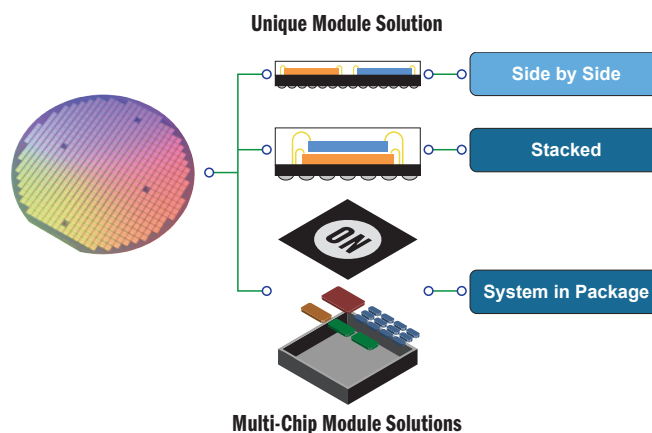 Unique Module Solution
Side by Side
Stacked
ON
System in Package
Multi-Chip Module Solutions